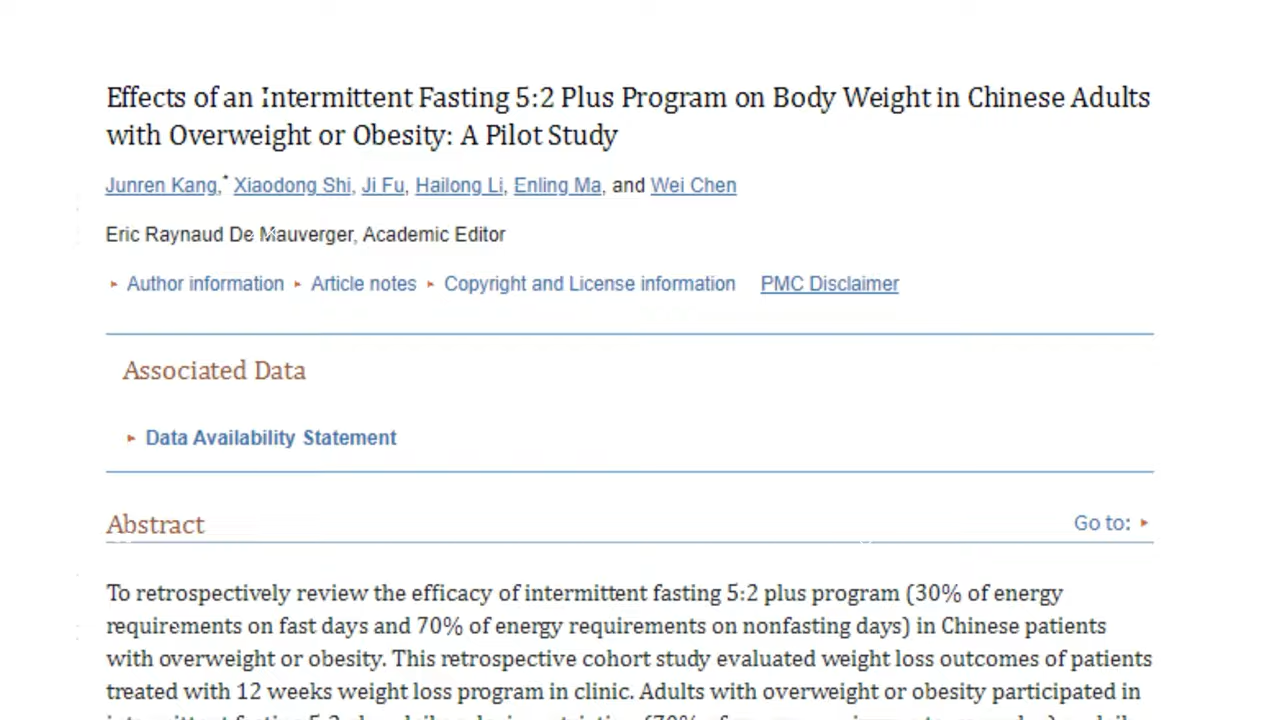 Effects of an Intermittent Fasting 5:2 Plus Program on Body Weight in Chinese Adults
with Overweight or Obesity: A Pilot Study
Junren Kang,* Xiaodong Shi, Ji Fu, Hailong Li, Enling Ma, and Wei Chen
Eric Raynaud De Mauverger, Academic Editor
▸ Author information ▸ Article notes ▸ Copyright and License information PMC Disclaimer
Associated Data
▸ Data Availability Statement
Abstract
Go to: ▸
To retrospectively review the efficacy of intermittent fasting 5:2 plus program (30% of energy
requirements on fast days and 70% of energy requirements on nonfasting days) in Chinese patients
with overweight or obesity. This retrospective cohort study evaluated weight loss outcomes of patients
treated with 12 weeks weight loss program in clinic. Adults with overweight or obesity participated in